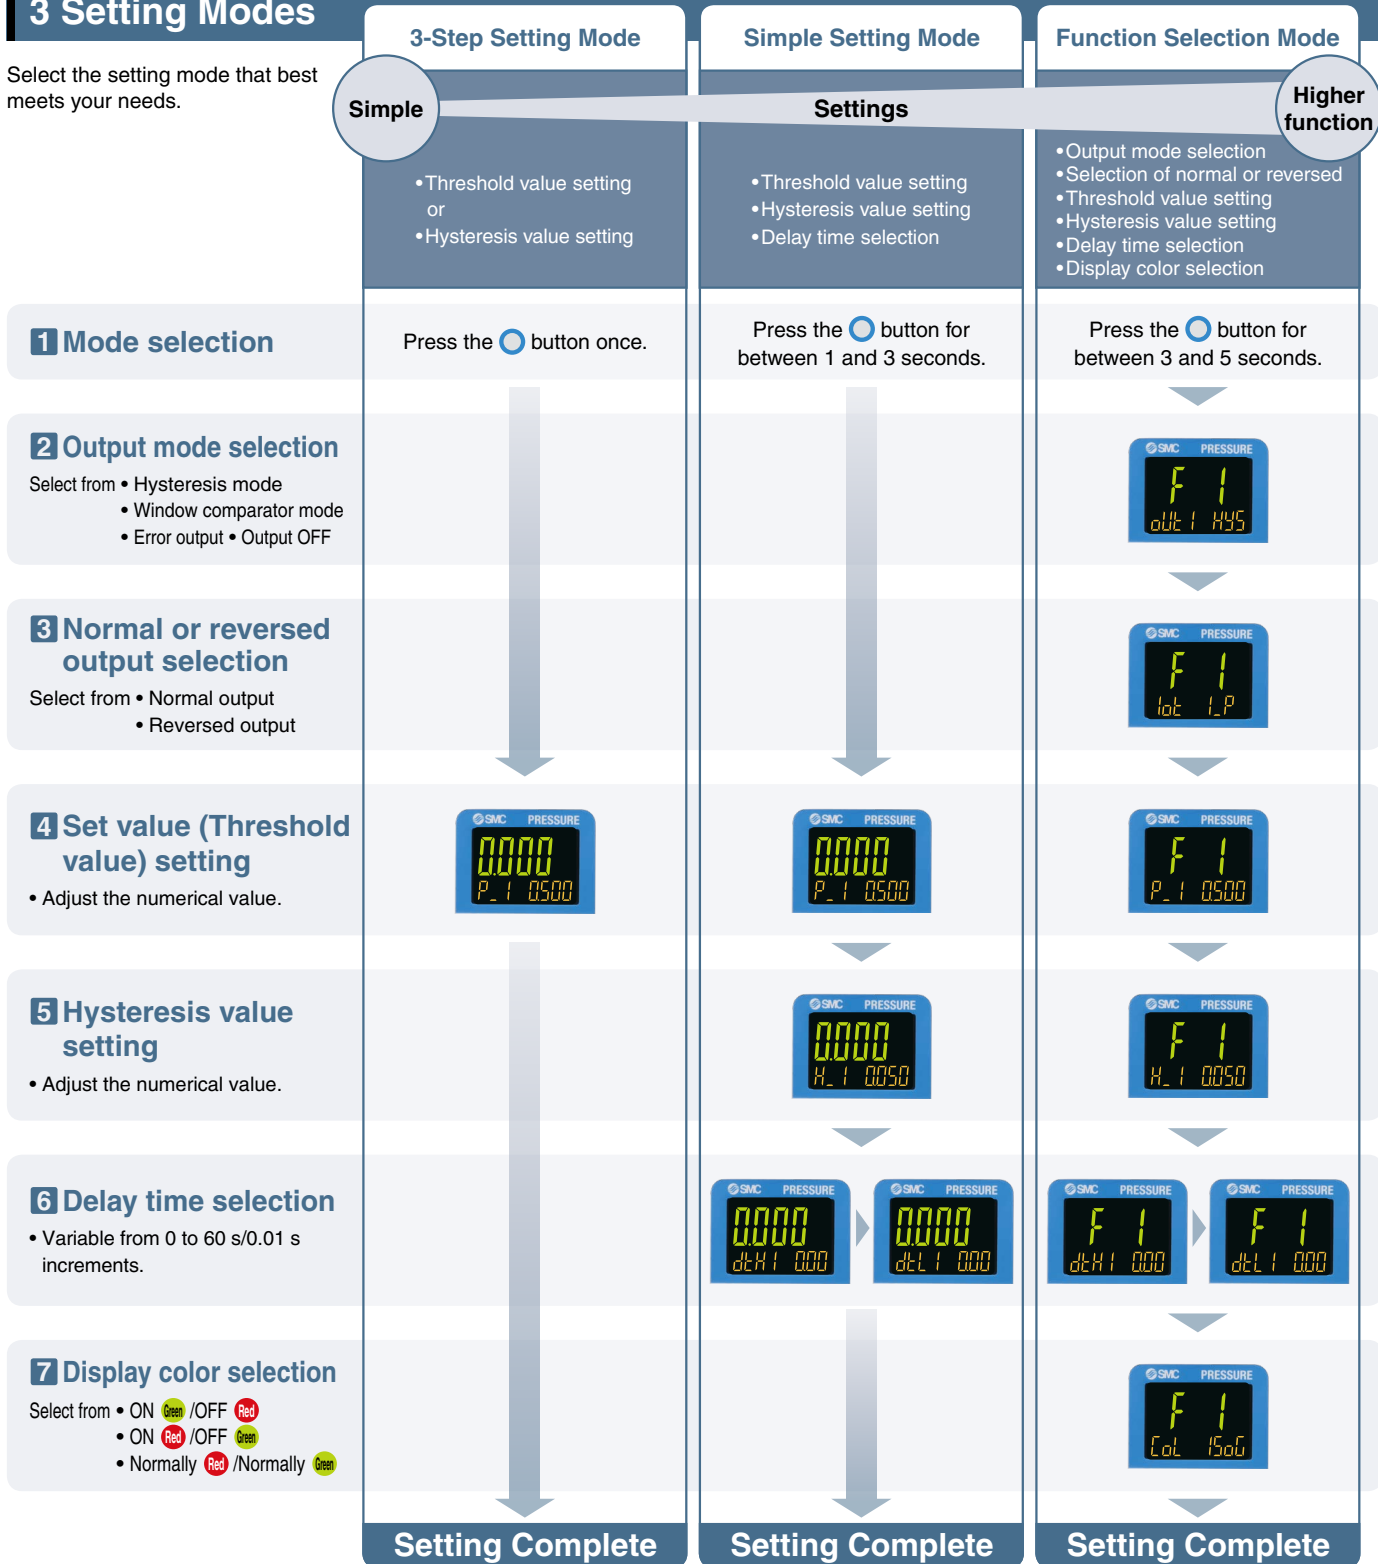 3 Setting Modes
Select the setting mode that best
meets your needs.
3-Step Setting Mode
Simple Setting Mode
Function Selection Mode
Simple
Settings
Higher
function
•Threshold value setting
or
•Hysteresis value setting
•Threshold value setting
•Hysteresis value setting
•Delay time selection
•Output mode selection
•Selection of normal or reversed
•Threshold value setting
•Hysteresis value setting
•Delay time selection
•Display color selection
1 Mode selection
Press the button once.
Press the button for
between 1 and 3 seconds.
Press the button for
between 3 and 5 seconds.
2 Output mode selection
Select from • Hysteresis mode
• Window comparator mode
• Error output • Output OFF
SMC PRESSURE
F 1
oUt1 HYS
3 Normal or reversed
output selection
Select from • Normal output
• Reversed output
SMC PRESSURE
F 1
1ot 1_P
4 Set value (Threshold
value) setting
• Adjust the numerical value.
SMC PRESSURE
0.000
P_1 0.500
SMC PRESSURE
0.000
P_1 0.500
SMC PRESSURE
F 1
P_1 0.500
5 Hysteresis value
setting
• Adjust the numerical value.
SMC PRESSURE
0.000
H_1 0.050
SMC PRESSURE
F 1
H_1 0.050
6 Delay time selection
• Variable from 0 to 60 s/0.01 s
increments.
SMC PRESSURE
0.000
dtH1 0.00
SMC PRESSURE
0.000
dtL1 0.00
SMC PRESSURE
F 1
dtH1 0.00
SMC PRESSURE
F 1
dtL1 0.00
7 Display color selection
Select from • ON Green /OFF Red
• ON Red /OFF Green
• Normally Red /Normally Green
SMC PRESSURE
F 1
CoL 1SoG
Setting Complete
Setting Complete
Setting Complete